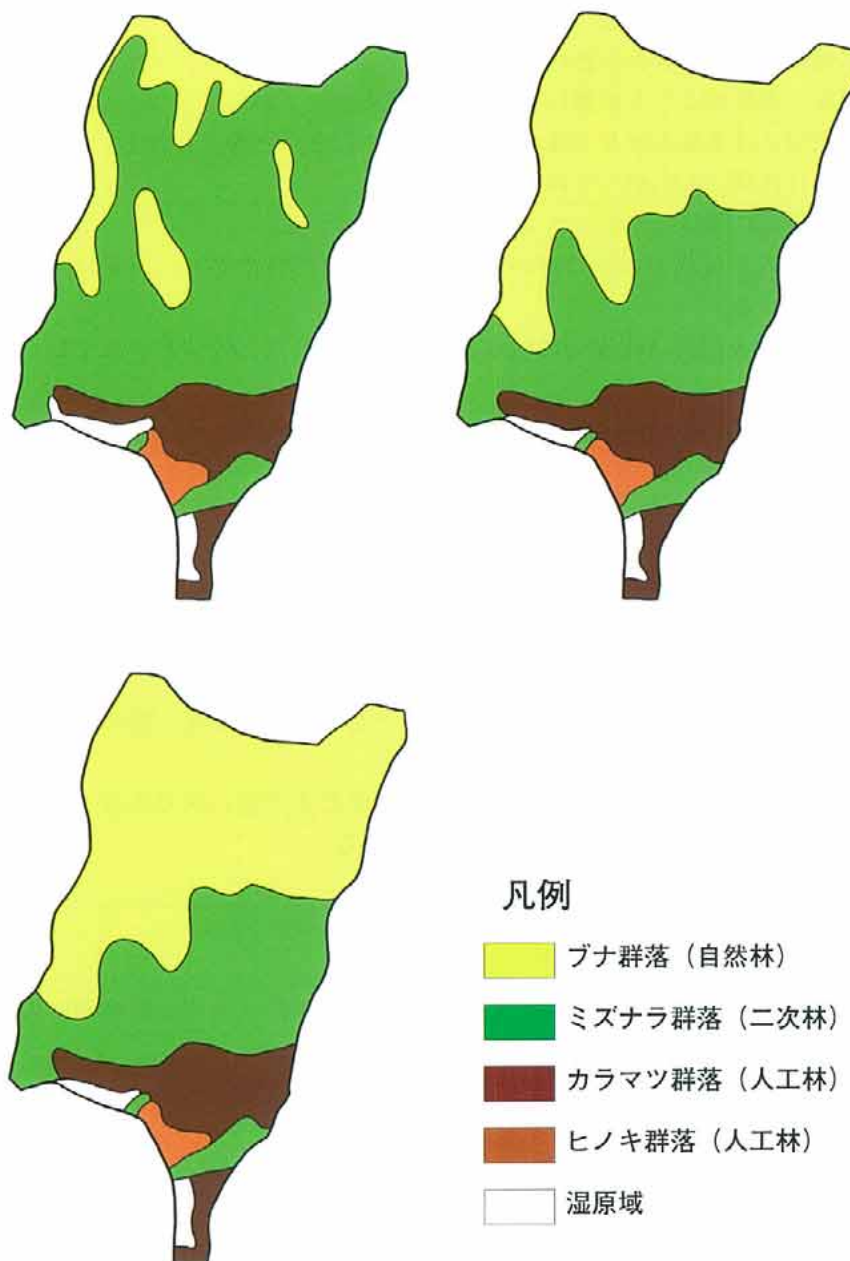 凡例
ブナ群落（自然林）
ミズナラ群落（二次林）
カラマツ群落（人工林）
ヒノキ群落（人工林）
湿原域